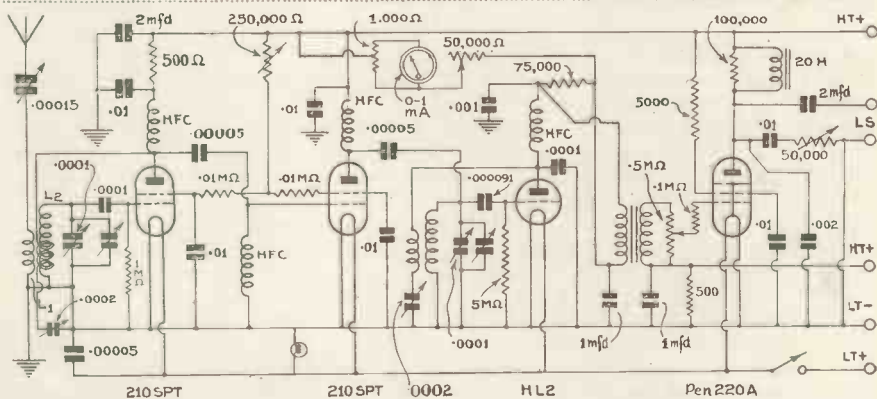 2mfd
250,000 Ω
1.000Ω
50,000 Ω
75,000
100,000
HT+
500Ω
20 H
.00015
.01
0-1
mA
.01
.001
5000
2mfd
HFC
.00005
HFC
.00005
HFC
.0001
.01
LS
50,000
.0001
L2
.0001
.01MΩ
.01MΩ
.000091
.5MΩ
.1MΩ
1MΩ
.01
HFC
.01
.01
.002
HT+
1
.0002
5MΩ
500
LT-
.00005
.0001
1mfd
1mfd
LT+
210SPT
210SPT
.0002
HL2
Pen220A